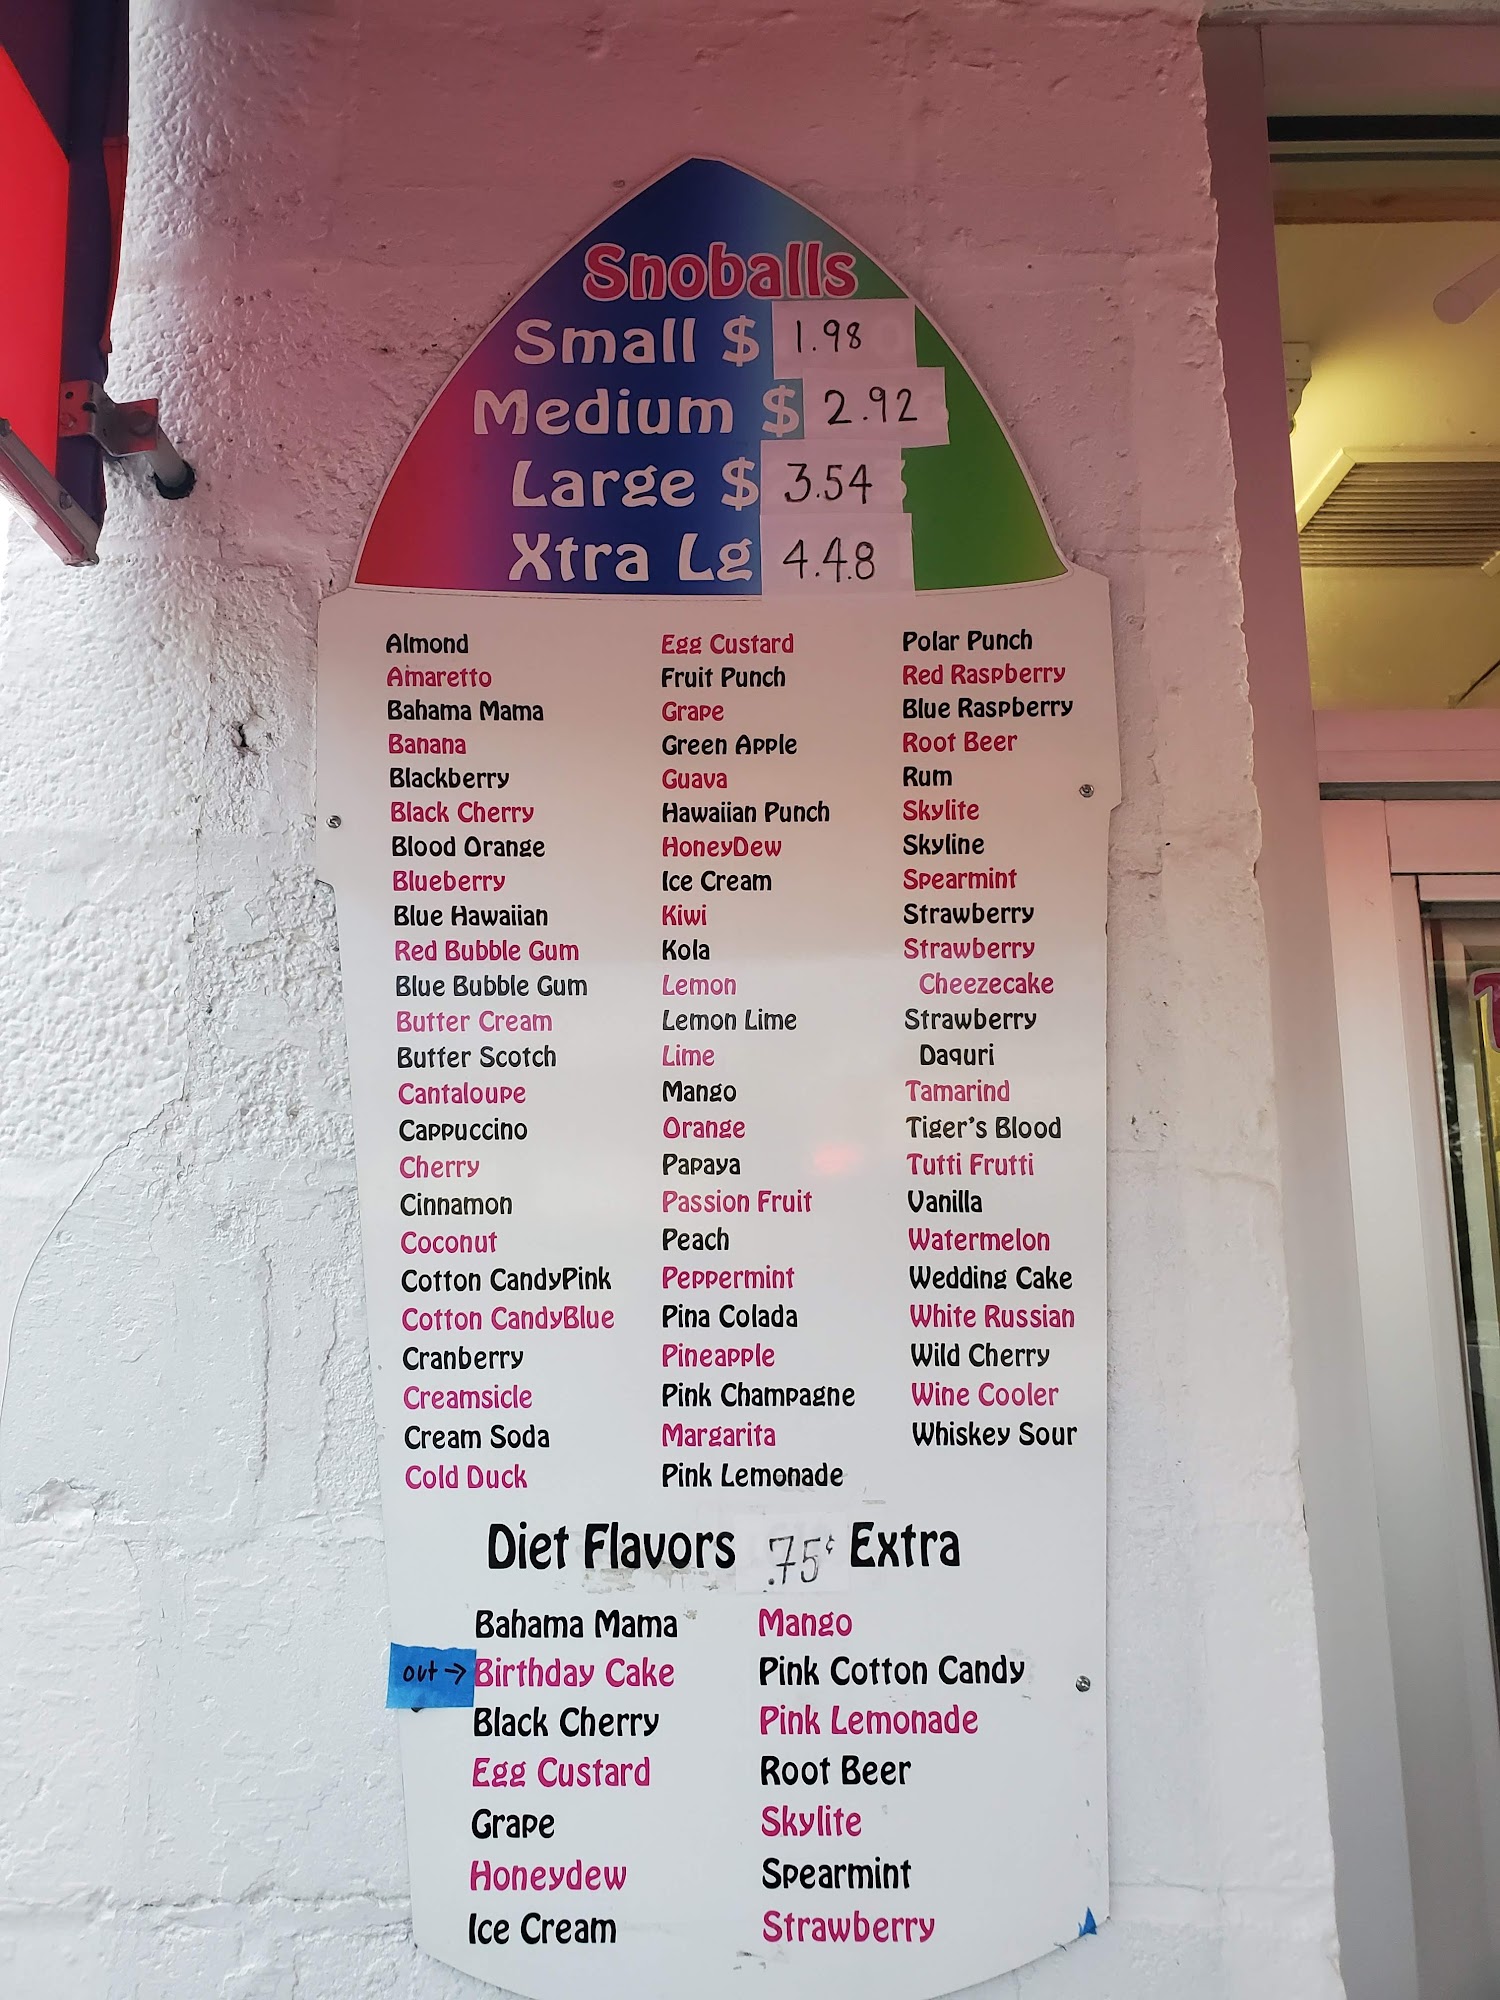 Snoballs
Small $ 1.98
Medium $ 2.92
Large $ 3.54
Xtra Lg 4.48
Almond
Amaretto
Bahama Mama
Banana
Blackberry
Black Cherry
Blood Orange
Blueberry
Blue Hawaiian
Red Bubble Gum
Blue Bubble Gum
Butter Cream
Butter Scotch
Cantaloupe
Cappuccino
Cherry
Cinnamon
Coconut
Cotton CandyPink
Cotton CandyBlue
Cranberry
Creamsicle
Cream Soda
Cold Duck
Egg Custard
Fruit Punch
Grape
Green Apple
Guava
Hawaiian Punch
HoneyDew
Ice Cream
Kiwi
Kola
Lemon
Lemon Lime
Lime
Mango
Orange
Papaya
Passion Fruit
Peach
Peppermint
Pina Colada
Pineapple
Pink Champagne
Margarita
Pink Lemonade
Polar Punch
Red Raspberry
Blue Raspberry
Root Beer
Rum
Skylite
Skyline
Spearmint
Strawberry
Strawberry
Cheezecake
Strawberry
Daquri
Tamarind
Tiger's Blood
Tutti Frutti
Vanilla
Watermelon
Wedding Cake
White Russian
Wild Cherry
Wine Cooler
Whiskey Sour
Diet Flavors .75¢ Extra
Bahama Mama
out → Birthday Cake
Black Cherry
Egg Custard
Grape
Honeydew
Ice Cream
Mango
Pink Cotton Candy
Pink Lemonade
Root Beer
Skylite
Spearmint
Strawberry